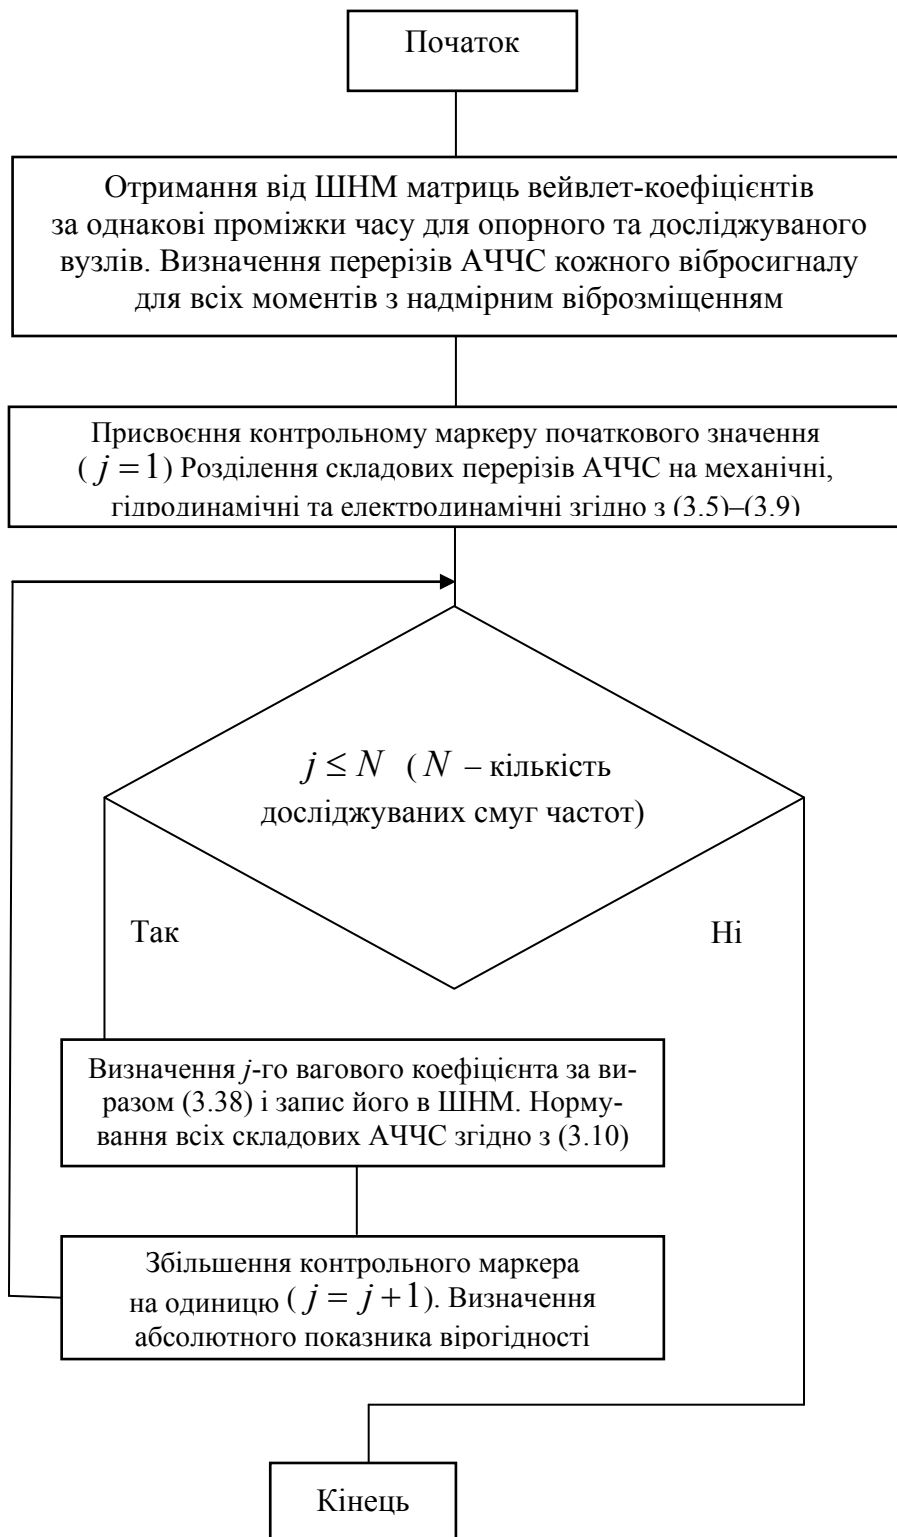 Початок
Отримання від ШНМ матриць вейвлет-коефіцієнтів
за однакові проміжки часу для опорного та досліджуваного
вузлів. Визначення перерізів АЧЧС кожного вібросигналу
для всіх моментів з надмірним віброзміщенням
Присвоєння контрольному маркеру початкового значення
( j = 1) Розділення складових перерізів АЧЧС на механічні,
гідродинамічні та електродинамічні згідно з (3.5)–(3.9)
j ≤ N ( N – кількість
досліджуваних смуг частот)
Так
Ні
Визначення j-го вагового коефіцієнта за ви-
разом (3.38) і запис його в ШНМ. Норму-
вання всіх складових АЧЧС згідно з (3.10)
Збільшення контрольного маркера
на одиницю ( j = j + 1). Визначення
абсолютного показника вірогідності
Кінець